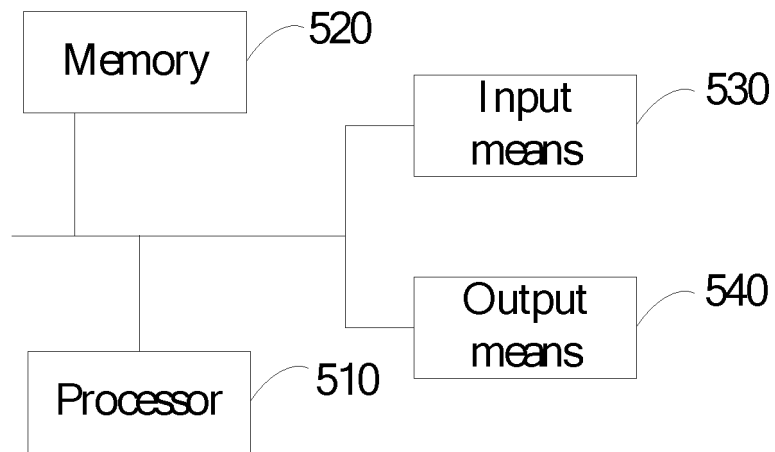 Memory
520
Input
means
530
Output
means
540
Processor
510